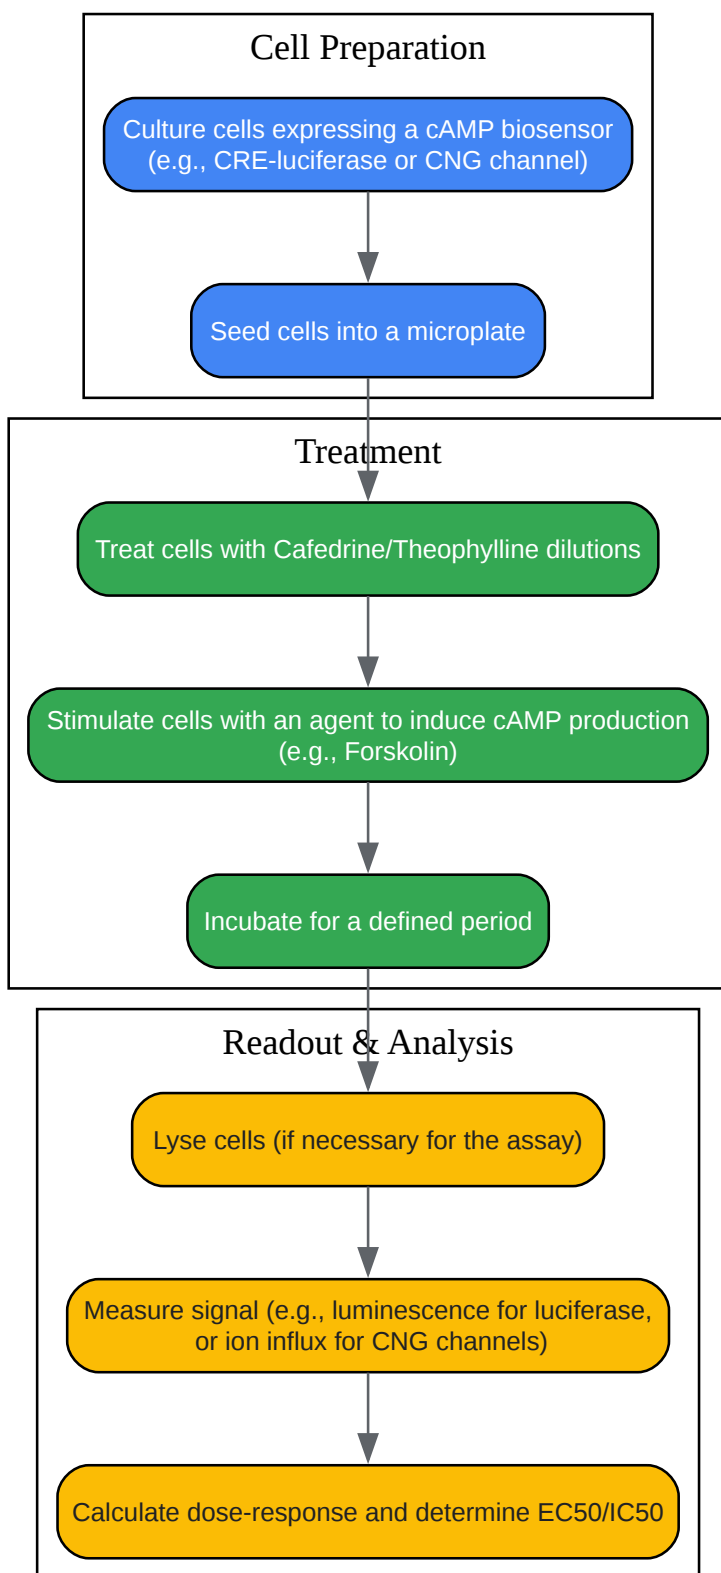 Cell Preparation
Culture cells expressing a cAMP biosensor
(e.g., CRE-luciferase or CNG channel)
Seed cells into a microplate
Treatment
Treat cells with Cafedrine/Theophylline dilutions
Stimulate cells with an agent to induce cAMP production
(e.g., Forskolin)
Incubate for a defined period
Readout & Analysis
Lyse cells (if necessary for the assay)
Measure signal (e.g., luminescence for luciferase,
or ion influx for CNG channels)
Calculate dose-response and determine EC50/IC50